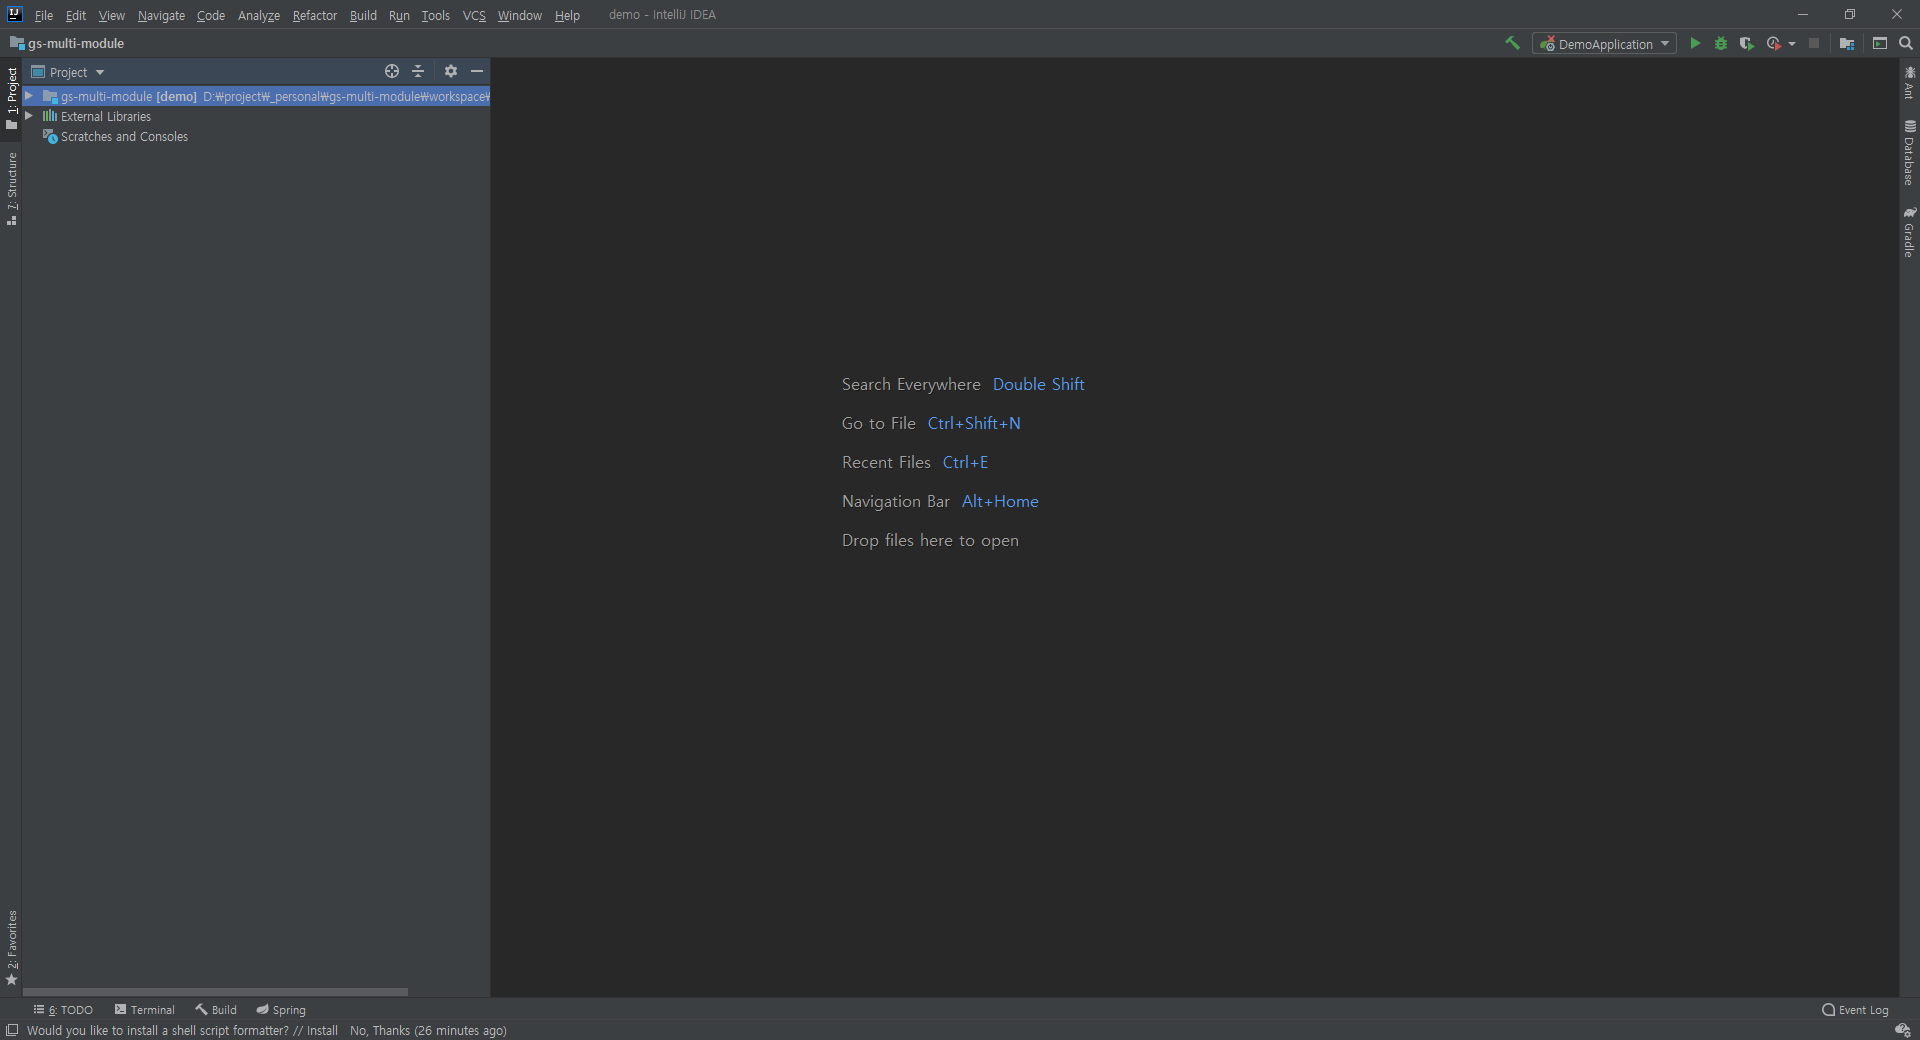 IJ File Edit View Navigate Code Analyze Refactor Build Run Tools VCS Window Help demo - IntelliJ IDEA
gs-multi-module DemoApplication
Project
gs-multi-module [demo] D:₩project₩_personal₩gs-multi-module₩workspace₩
External Libraries
Scratches and Consoles
1: Project
7: Structure
2: Favorites
Search Everywhere Double Shift
Go to File Ctrl+Shift+N
Recent Files Ctrl+E
Navigation Bar Alt+Home
Drop files here to open
Ant
Database
Gradle
6: TODO Terminal Build Spring Event Log
Would you like to install a shell script formatter? // Install No, Thanks (26 minutes ago)